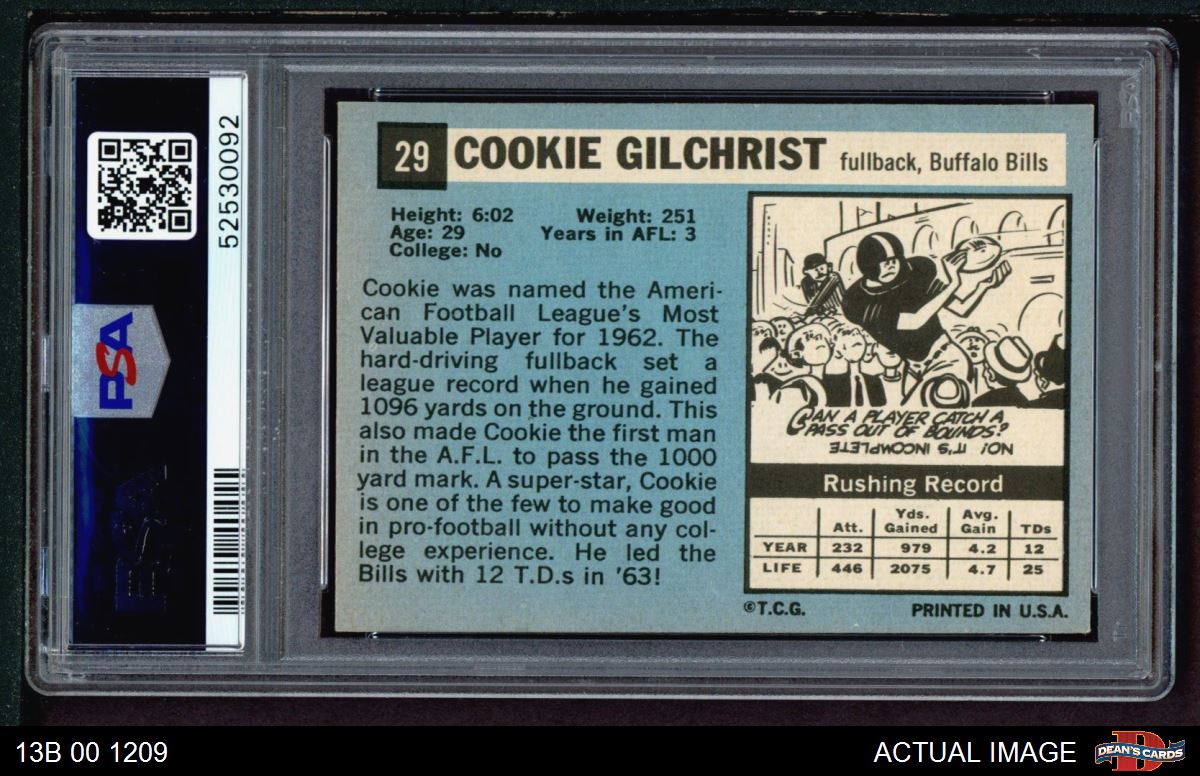 29 COOKIE GILCHRIST fullback, Buffalo Bills
Height: 6:02 Weight: 251
Age: 29 Years in AFL: 3
College: No
Cookie was named the Ameri-
can Football League's Most
Valuable Player for 1962. The
hard-driving fullback set a
league record when he gained
1096 yards on the ground. This
also made Cookie the first man
in the A.F.L. to pass the 1000
yard mark. A super-star, Cookie
is one of the few to make good
in pro-football without any col-
lege experience. He led the
Bills with 12 T.D.s in '63!
CAN A PLAYER CATCH A
PASS OUT OF BOUNDS?
NO! IT'S INCOMPLETE
Rushing Record
Att. Yds. Gained Avg. Gain TDs
YEAR 232 979 4.2 12
LIFE 446 2075 4.7 25
©T.C.G. PRINTED IN U.S.A.
52530092
PSA
PSA
13B 00 1209
ACTUAL IMAGE
DEAN'S CARDS